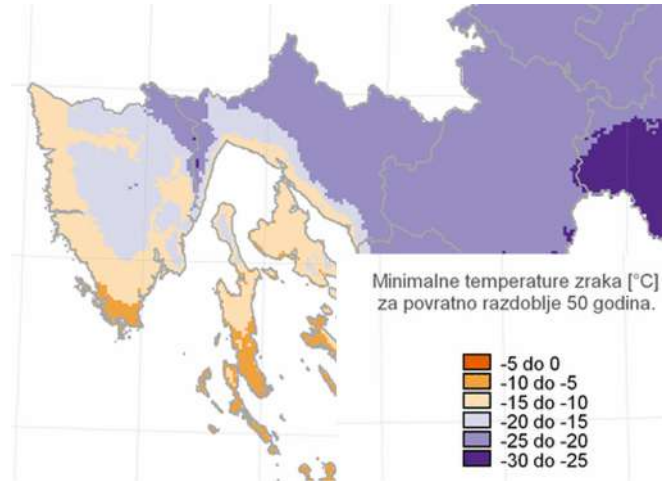 Minimalne temperature zraka [°C]
za povratno razdoblje 50 godina.
-5 do 0
-10 do -5
-15 do -10
-20 do -15
-25 do -20
-30 do -25